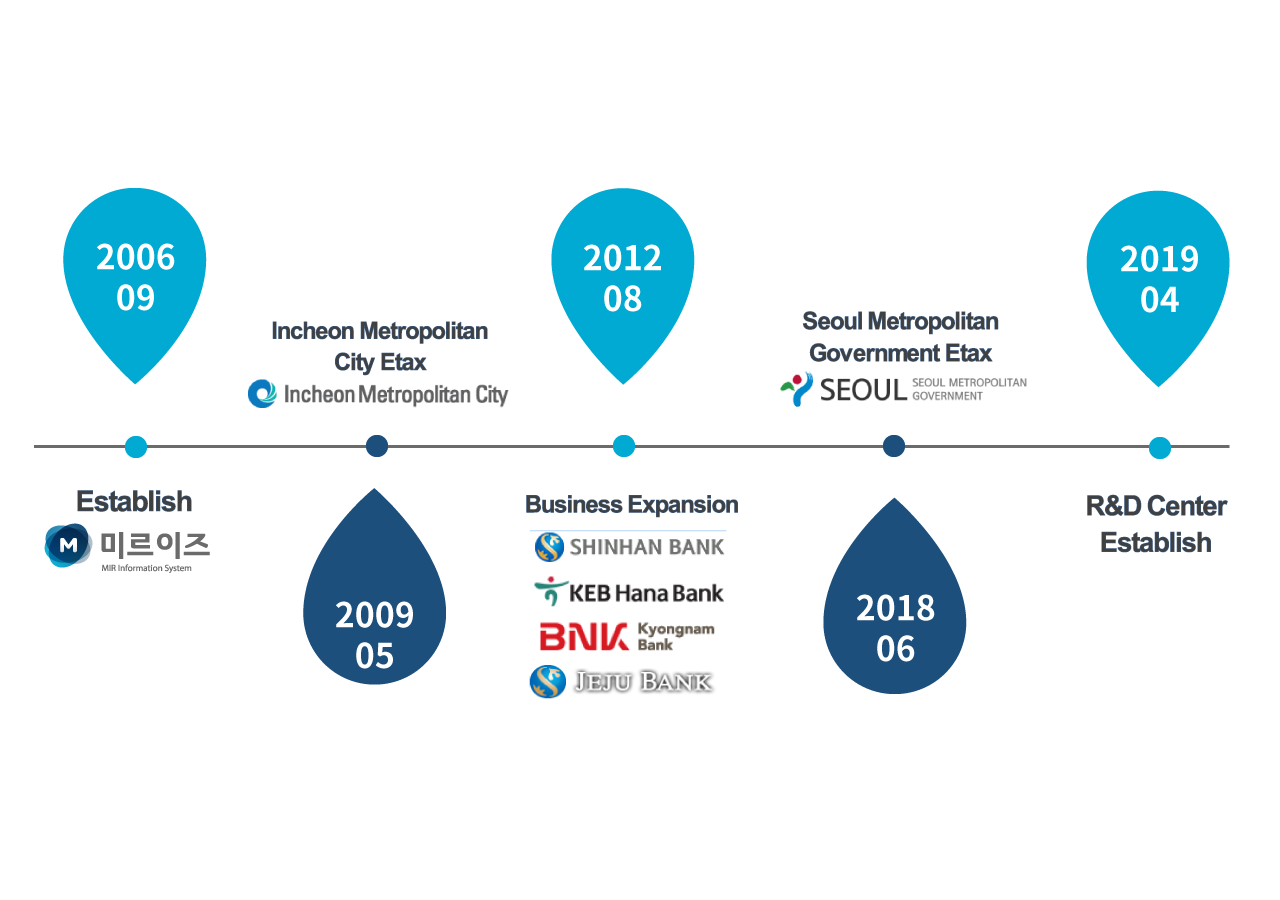 2006
09
Establish
M
미르이즈
MIR Information System
Incheon Metropolitan
City Etax
Incheon Metropolitan City
2009
05
2012
08
Business Expansion
SHINHAN BANK
KEB Hana Bank
BNK Kyongnam
Bank
JEJU BANK
Seoul Metropolitan
Government Etax
SEOUL SEOUL METROPOLITAN
GOVERNMENT
2018
06
2019
04
R&D Center
Establish